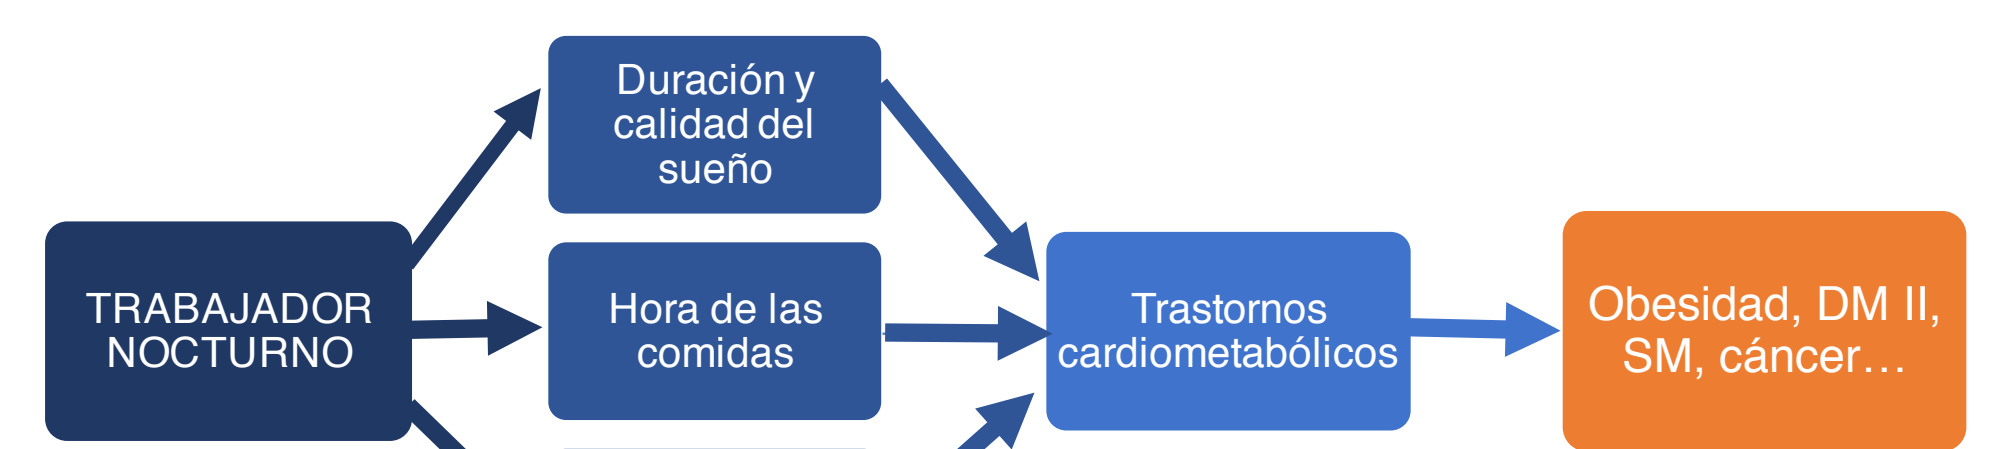 Duración y
calidad del
sueño
TRABAJADOR
NOCTURNO
Hora de las
comidas
Trastornos
cardiometabólicos
Obesidad, DM II,
SM, cáncer…